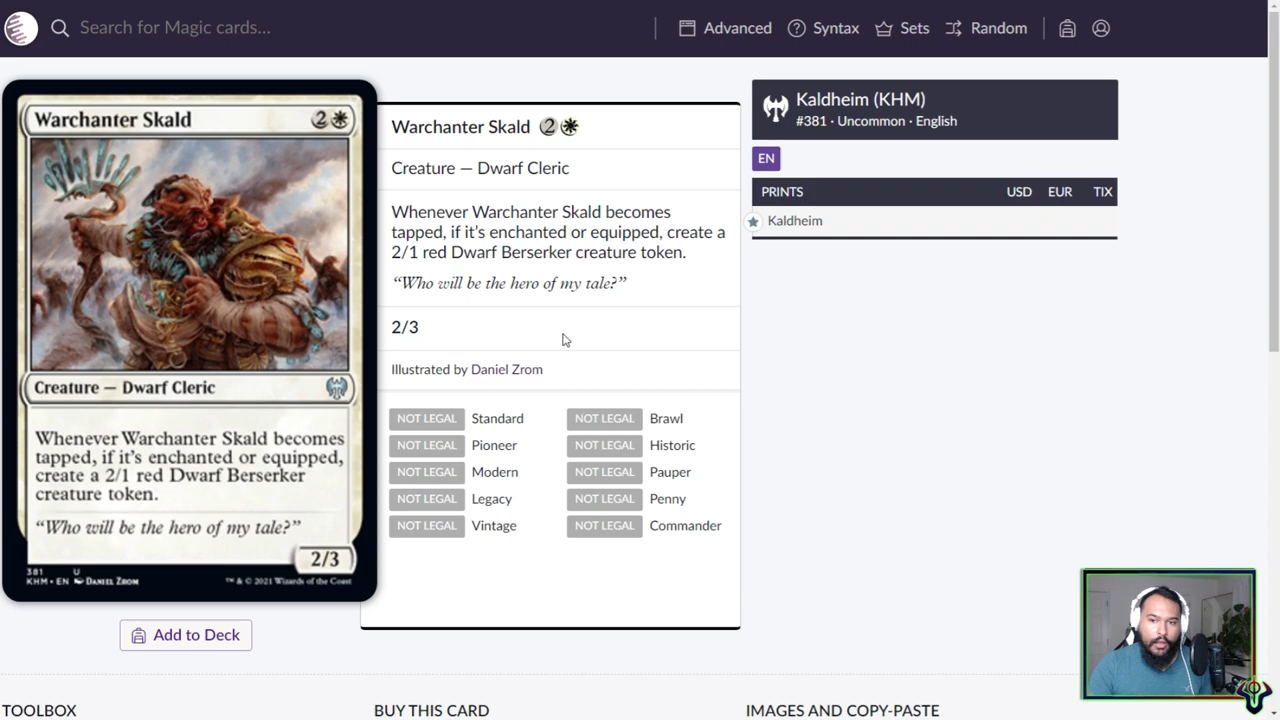 Search for Magic cards...
Advanced
Syntax
Sets
Random
Warchanter Skald 2
Creature — Dwarf Cleric
Whenever Warchanter Skald becomes
tapped, if it's enchanted or equipped,
create a 2/1 red Dwarf Berserker
creature token.
“Who will be the hero of my tale?”
2/3
381 U
KHM • EN DANIEL ZROM
™ & © 2021 Wizards of the Coast
Add to Deck
Warchanter Skald 2
Creature — Dwarf Cleric
Whenever Warchanter Skald becomes
tapped, if it's enchanted or equipped, create a
2/1 red Dwarf Berserker creature token.
“Who will be the hero of my tale?”
2/3
Illustrated by Daniel Zrom
NOT LEGAL Standard NOT LEGAL Brawl
NOT LEGAL Pioneer NOT LEGAL Historic
NOT LEGAL Modern NOT LEGAL Pauper
NOT LEGAL Legacy NOT LEGAL Penny
NOT LEGAL Vintage NOT LEGAL Commander
Kaldheim (KHM)
#381 · Uncommon · English
EN
PRINTS USD EUR TIX
Kaldheim
TOOLBOX
BUY THIS CARD
IMAGES AND COPY-PASTE